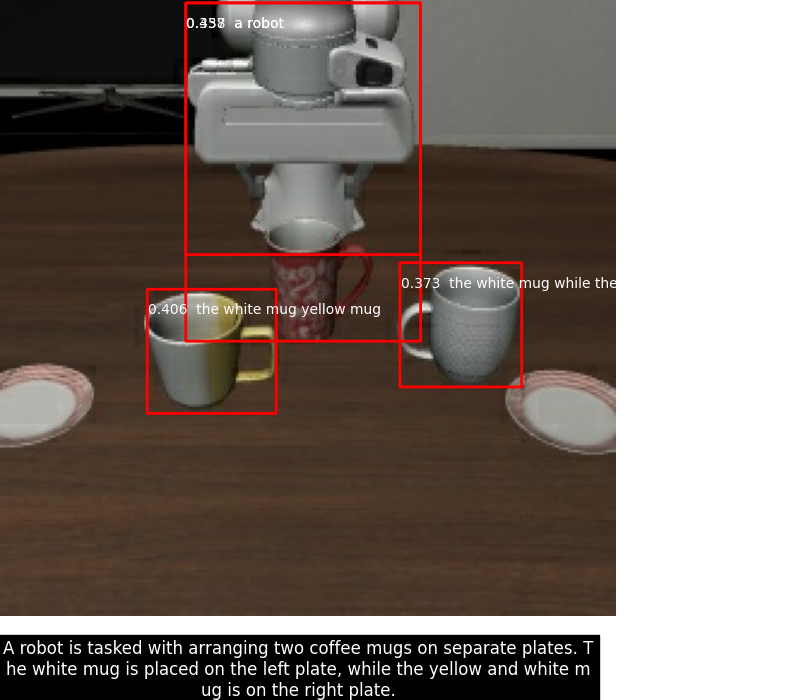 a robot
0.373  the white mug while the
0.406  the white mug yellow mug
A robot is tasked with arranging two coffee mugs on separate plates. T
he white mug is placed on the left plate, while the yellow and white m
ug is on the right plate.